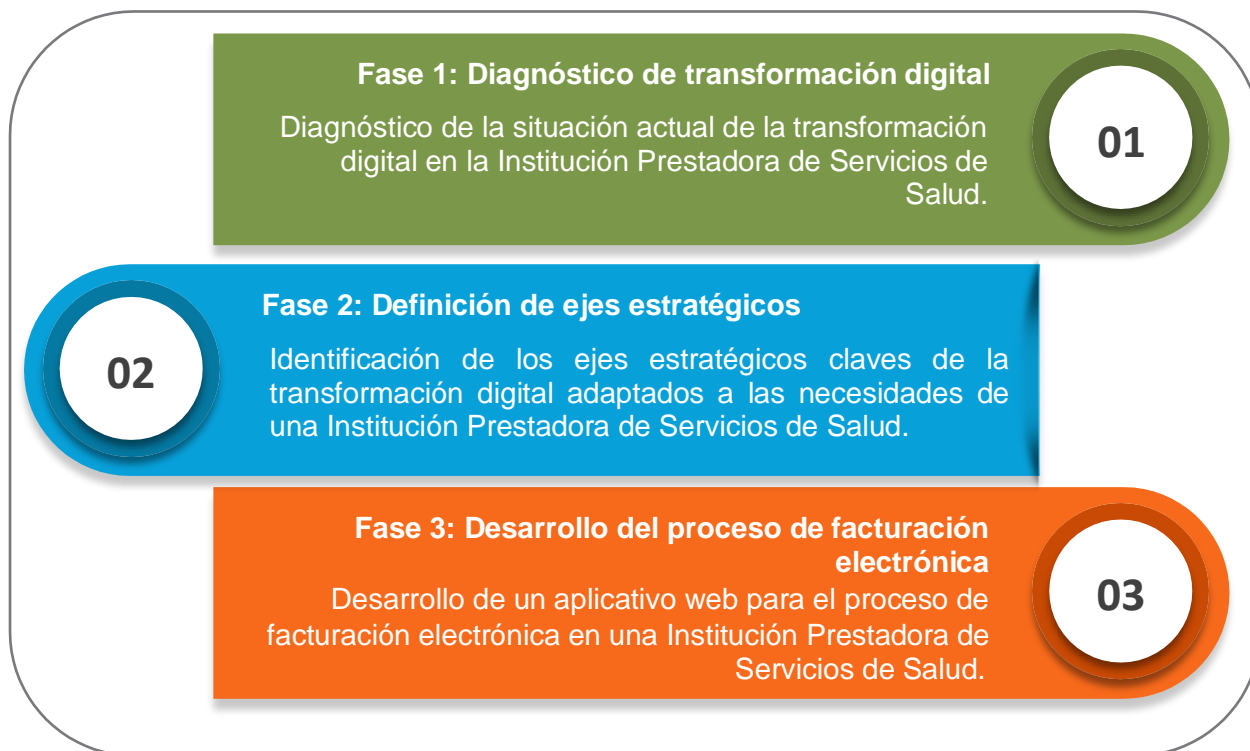 Fase 1: Diagnóstico de transformación digital
Diagnóstico de la situación actual de la transformación
digital en la Institución Prestadora de Servicios de
Salud.
01
02
Fase 2: Definición de ejes estratégicos
Identificación de los ejes estratégicos claves de la
transformación digital adaptados a las necesidades de
una Institución Prestadora de Servicios de Salud.
Fase 3: Desarrollo del proceso de facturación
electrónica
Desarrollo de un aplicativo web para el proceso de
facturación electrónica en una Institución Prestadora de
Servicios de Salud.
03